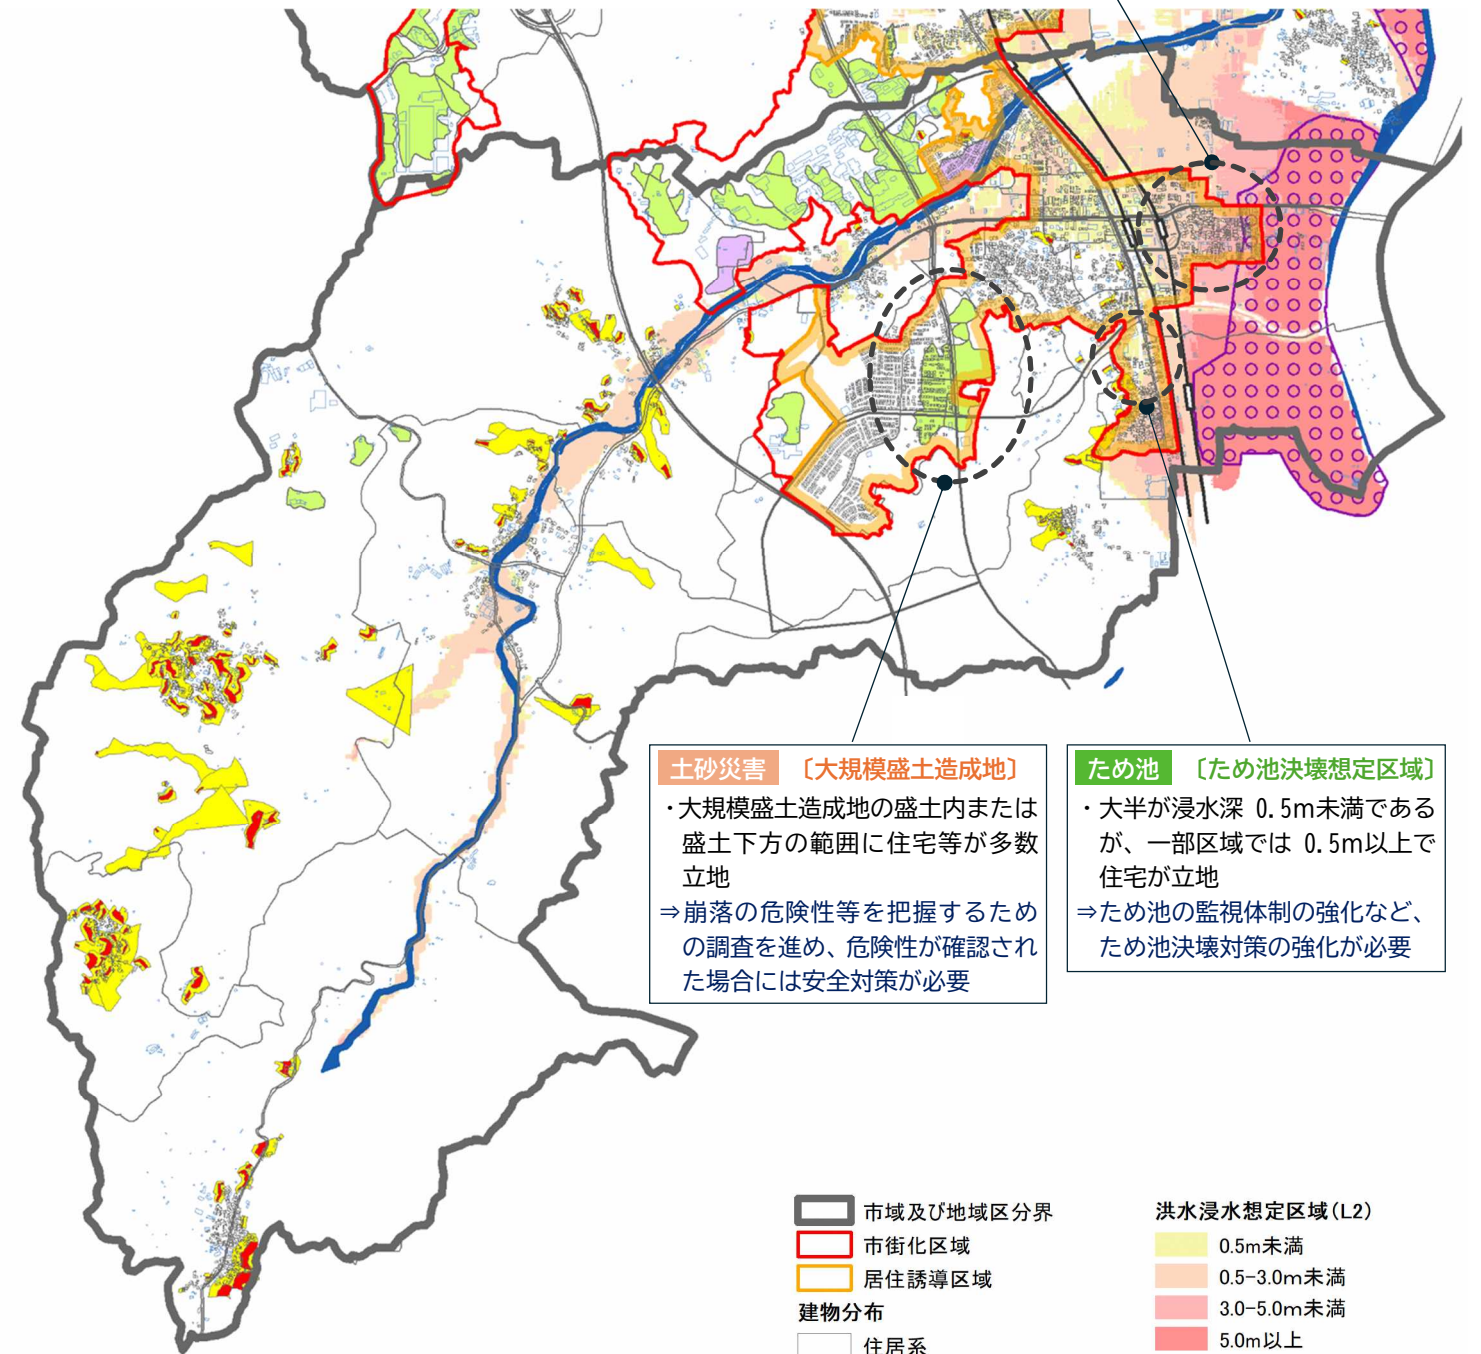 土砂災害 〔大規模盛土造成地〕
・大規模盛土造成地の盛土内または
盛土下方の範囲に住宅等が多数
立地
⇒崩落の危険性等を把握するため
の調査を進め、危険性が確認され
た場合には安全対策が必要
ため池 〔ため池決壊想定区域〕
・大半が浸水深 0.5m未満である
が、一部区域では 0.5m以上で
住宅が立地
⇒ため池の監視体制の強化など、
ため池決壊対策の強化が必要
市域及び地域区分界
市街化区域
居住誘導区域
建物分布
住居系
洪水浸水想定区域(L2)
0.5m未満
0.5-3.0m未満
3.0-5.0m未満
5.0m以上